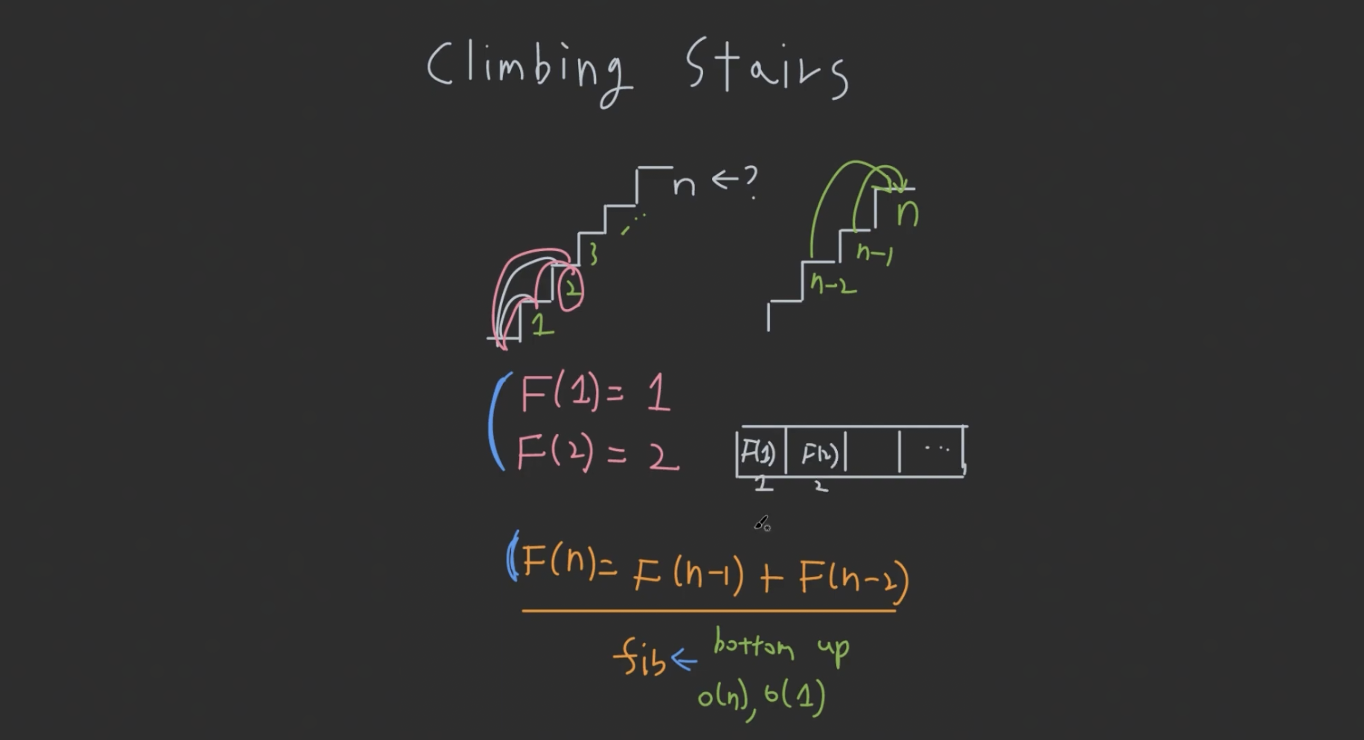 Climbing Stairs
n ←?
n
3
n-1
2
n-2
1
F(1)= 1
F(2)= 2
F(1) F(2) ...
1 2
F(n)= F(n-1) + F(n-2)
fib ← bottom up
O(n), O(1)